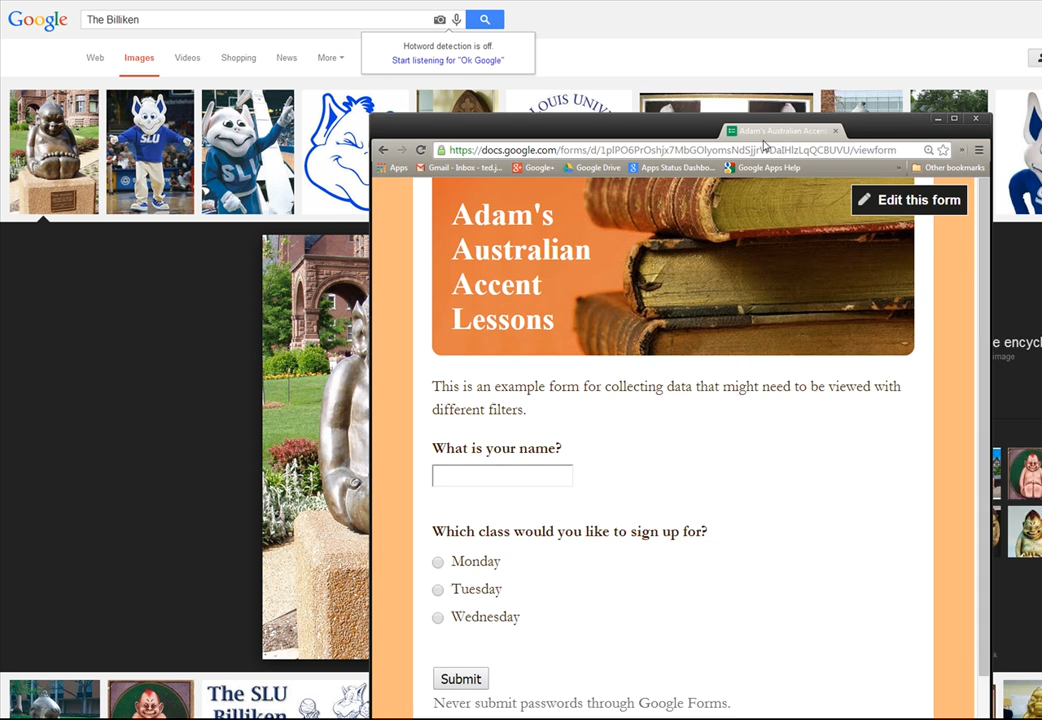 Google
The Billiken
Web Images Videos Shopping News More
Hotword detection is off.
Start listening for "Ok Google"
SLU
SLU
LOUIS UNIV
Adam's Australian Accent
https://docs.google.com/forms/d/
/viewform
Apps Gmail - Inbox - ted.j... Google+ Google Drive Apps Status Dashbo... Google Apps Help Other bookmarks
Edit this form
Adam's
Australian
Accent
Lessons
This is an example form for collecting data that might need to be viewed with
different filters.
What is your name?
Which class would you like to sign up for?
Monday
Tuesday
Wednesday
Submit
Never submit passwords through Google Forms.
e encyc
image
The SLU
Billiken